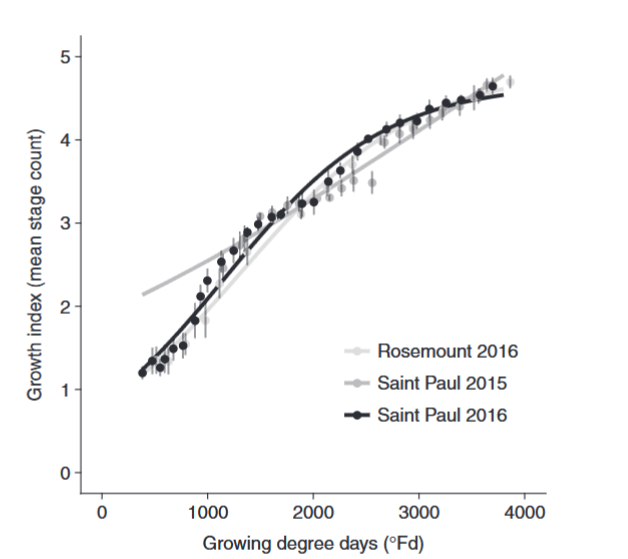 5
4
3
2
1
0
Growth index (mean stage count)
Rosemount 2016
Saint Paul 2015
Saint Paul 2016
0 1000 2000 3000 4000
Growing degree days (°Fd)